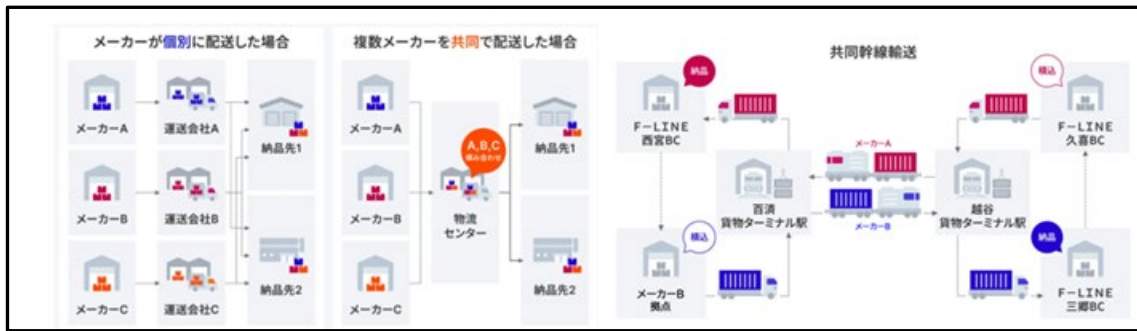 メーカーが個別に配送した場合
メーカーA
運送会社A
納品先1
メーカーB
運送会社B
メーカーC
運送会社C
納品先2
複数メーカーを共同で配送した場合
メーカーA
A,B,C
積み合わせ
納品先1
メーカーB
物流
センター
メーカーC
納品先2
共同幹線輸送
納品
F-LINE
西宮BC
積込
F-LINE
久喜BC
メーカーA
百済
貨物ターミナル駅
メーカーB
越谷
貨物ターミナル駅
積込
メーカーB
拠点
納品
F-LINE
三郷BC